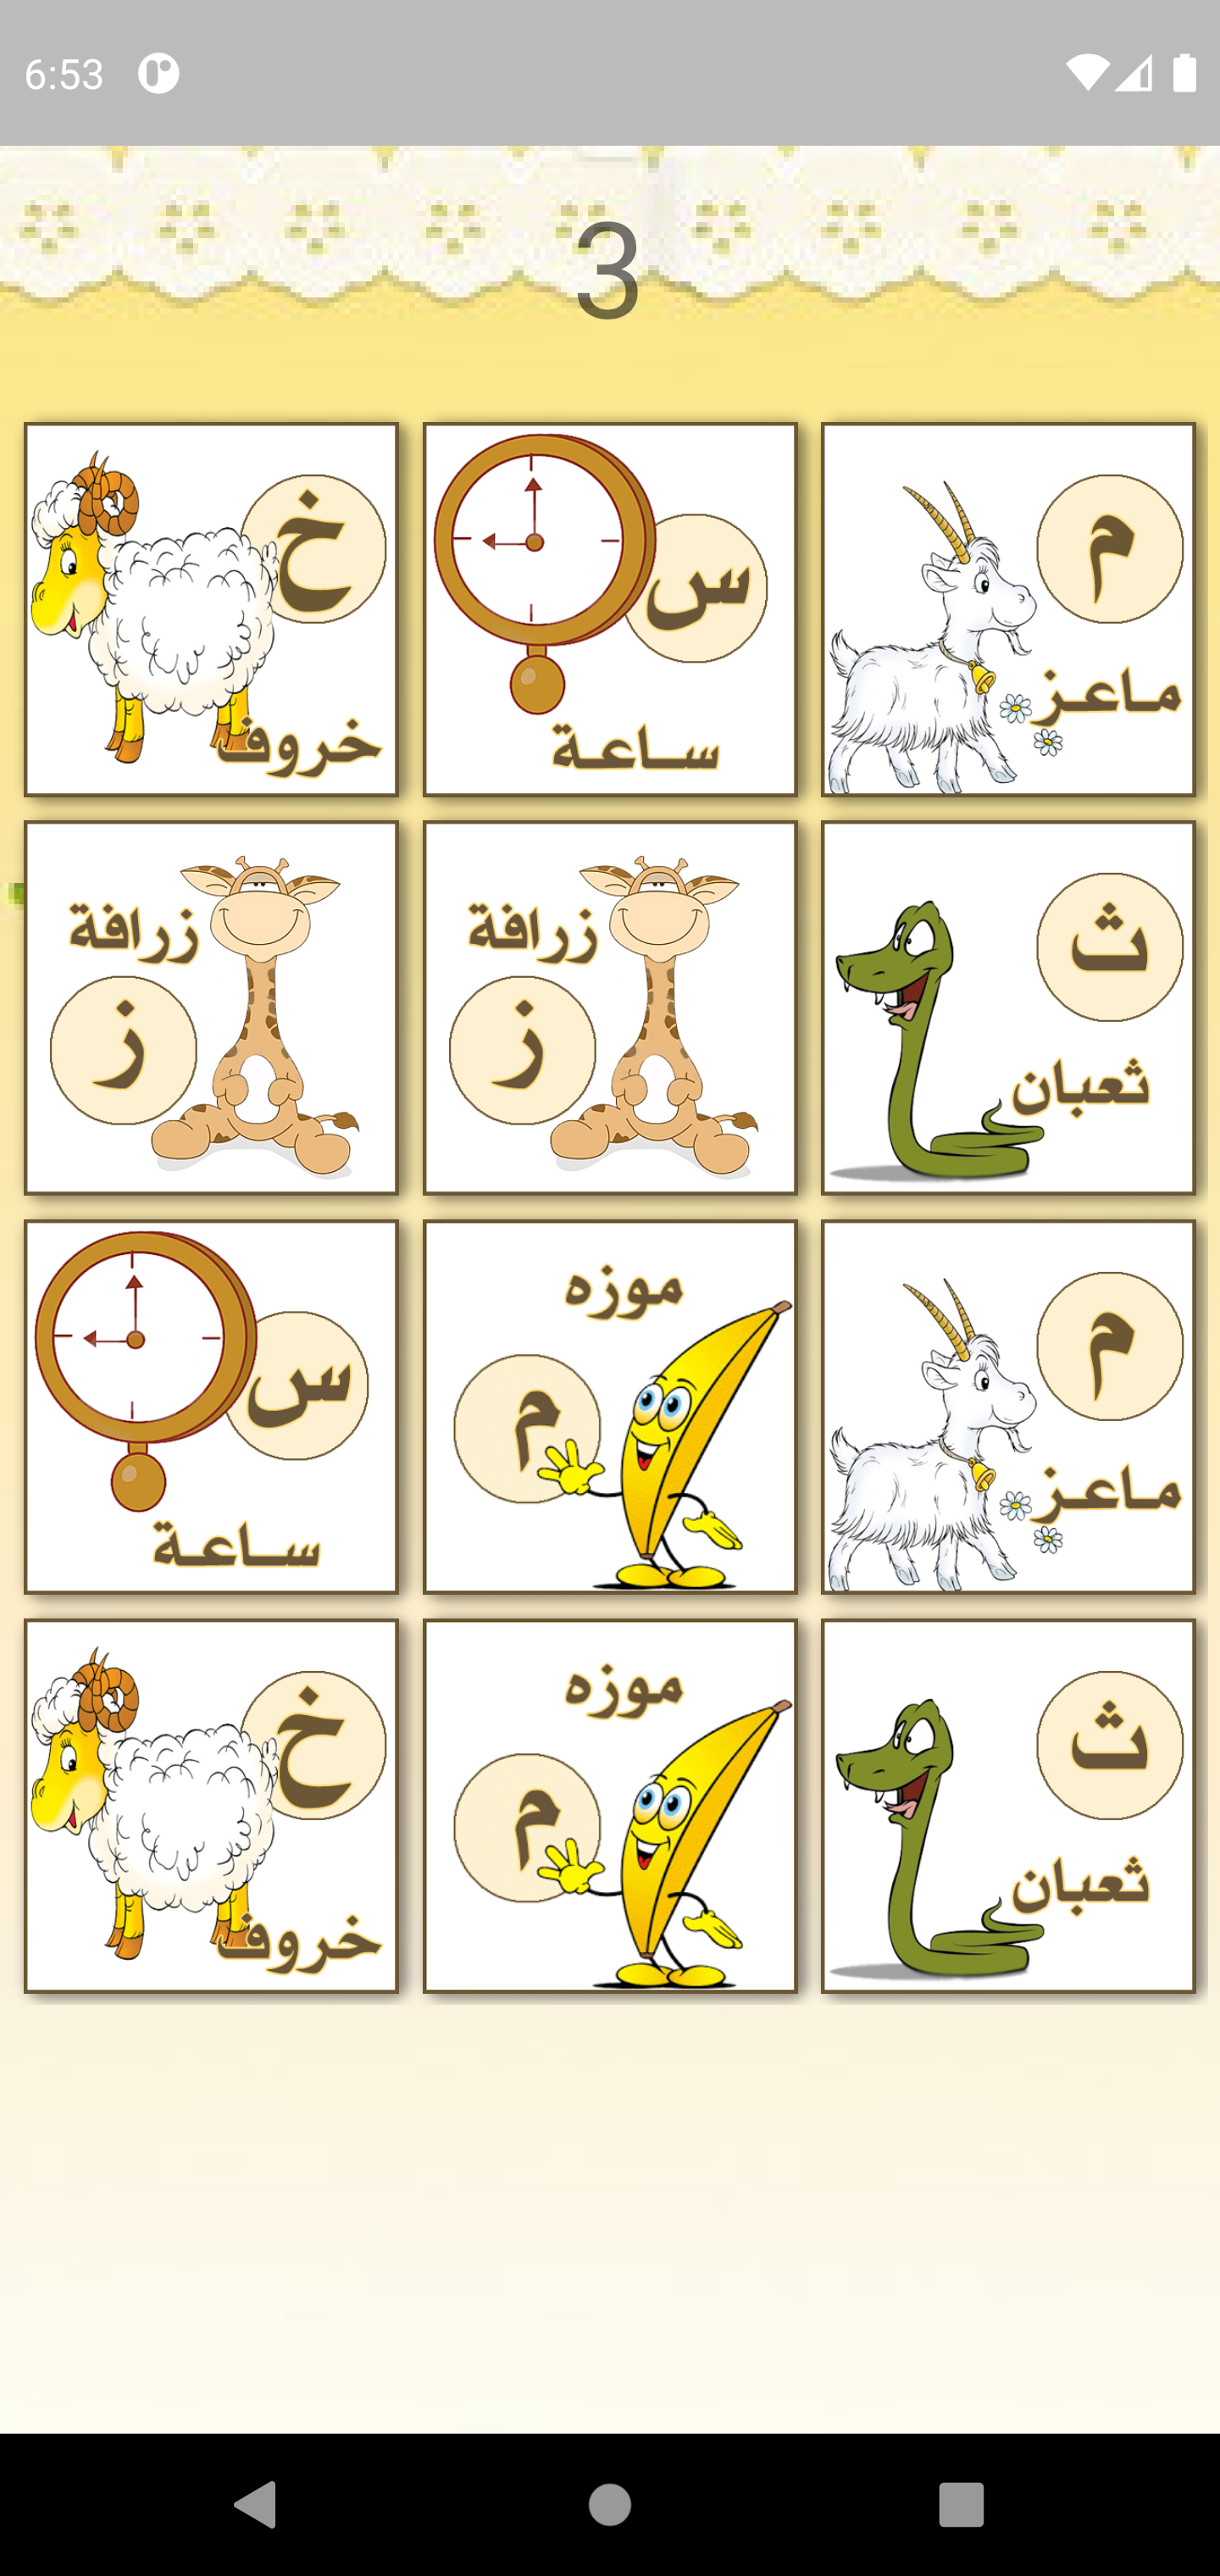 6:53
3
خ
خروف
س
ساعة
م
ماعز
زرافة
ز
زرافة
ز
ث
ثعبان
س
ساعة
موزه
م
م
ماعز
خ
خروف
موزه
م
ث
ثعبان